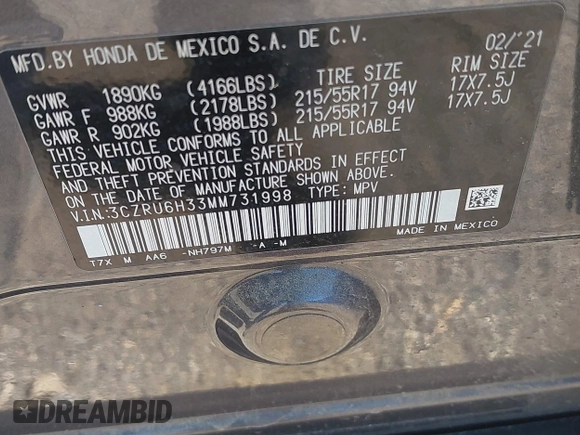 MFD.BY HONDA DE MEXICO S.A. DE C.V. 02/'21
GVWR 1890KG (4166LBS) TIRE SIZE RIM SIZE
GAWR F 988KG (2178LBS) 215/55R17 94V 17X7.5J
GAWR R 902KG (1988LBS) 215/55R17 94V 17X7.5J
THIS VEHICLE CONFORMS TO ALL APPLICABLE
FEDERAL MOTOR VEHICLE SAFETY
AND THEFT PREVENTION STANDARDS IN EFFECT
ON THE DATE OF MANUFACTURE SHOWN ABOVE.
V.I.N.:3CZRU6H33MM731998 TYPE: MPV
T7X M AA6 -NH797M -A -M MADE IN MEXICO
DREAMBID